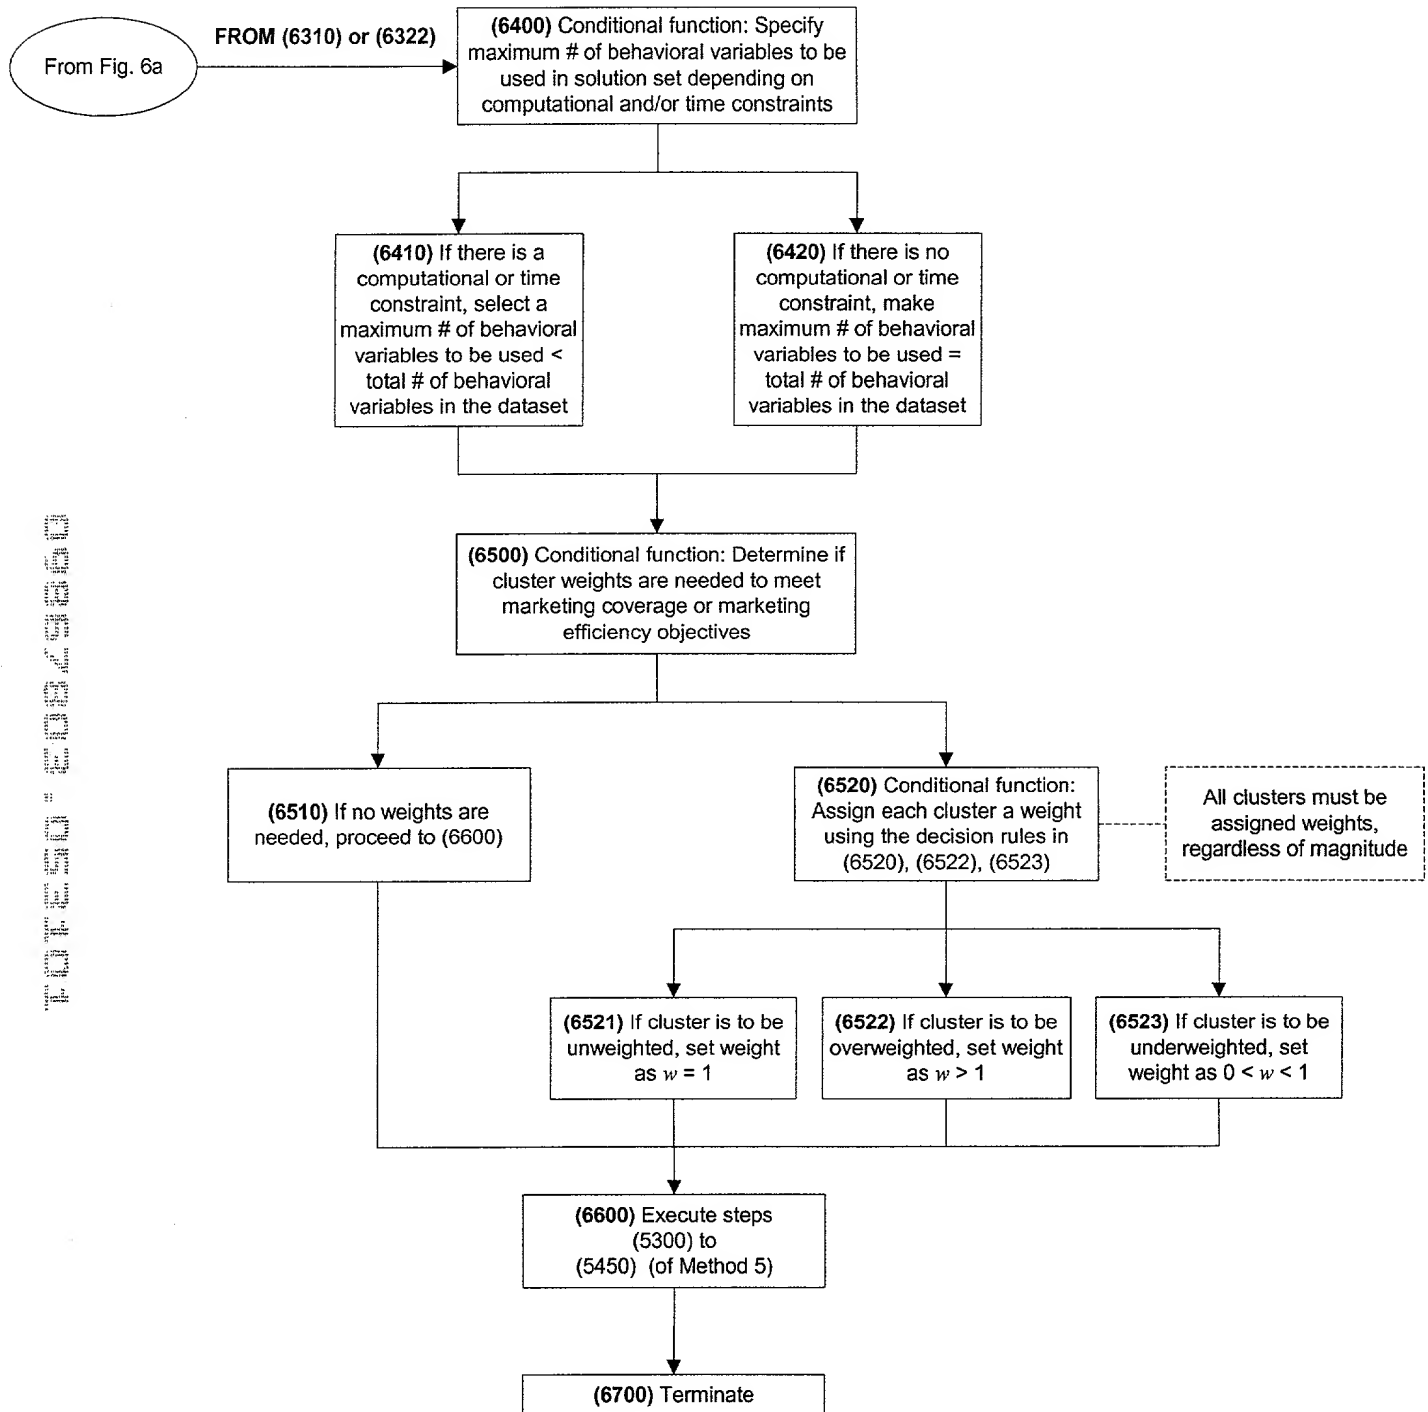 From Fig. 6a
FROM (6310) or (6322)
(6400) Conditional function: Specify
maximum # of behavioral variables to be
used in solution set depending on
computational and/or time constraints
(6410) If there is a
computational or time
constraint, select a
maximum # of behavioral
variables to be used <
total # of behavioral
variables in the dataset
(6420) If there is no
computational or time
constraint, make
maximum # of behavioral
variables to be used =
total # of behavioral
variables in the dataset
(6500) Conditional function: Determine if
cluster weights are needed to meet
marketing coverage or marketing
efficiency objectives
(6510) If no weights are
needed, proceed to (6600)
(6520) Conditional function:
Assign each cluster a weight
using the decision rules in
(6520), (6522), (6523)
All clusters must be
assigned weights,
regardless of magnitude
(6521) If cluster is to be
unweighted, set weight
as w = 1
(6522) If cluster is to be
overweighted, set weight
as w > 1
(6523) If cluster is to be
underweighted, set
weight as 0 < w < 1
(6600) Execute steps
(5300) to
(5450) (of Method 5)
(6700) Terminate